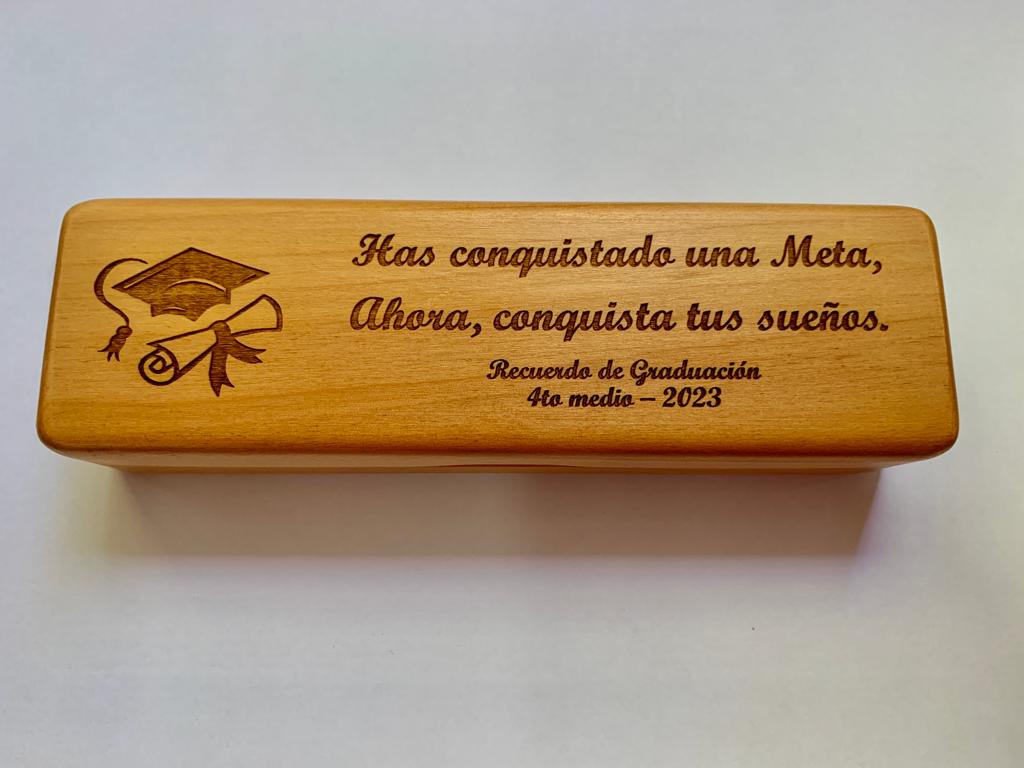 Has conquistado una Meta,
Ahora, conquista tus sueños.
Recuerdo de Graduación
4to medio – 2023